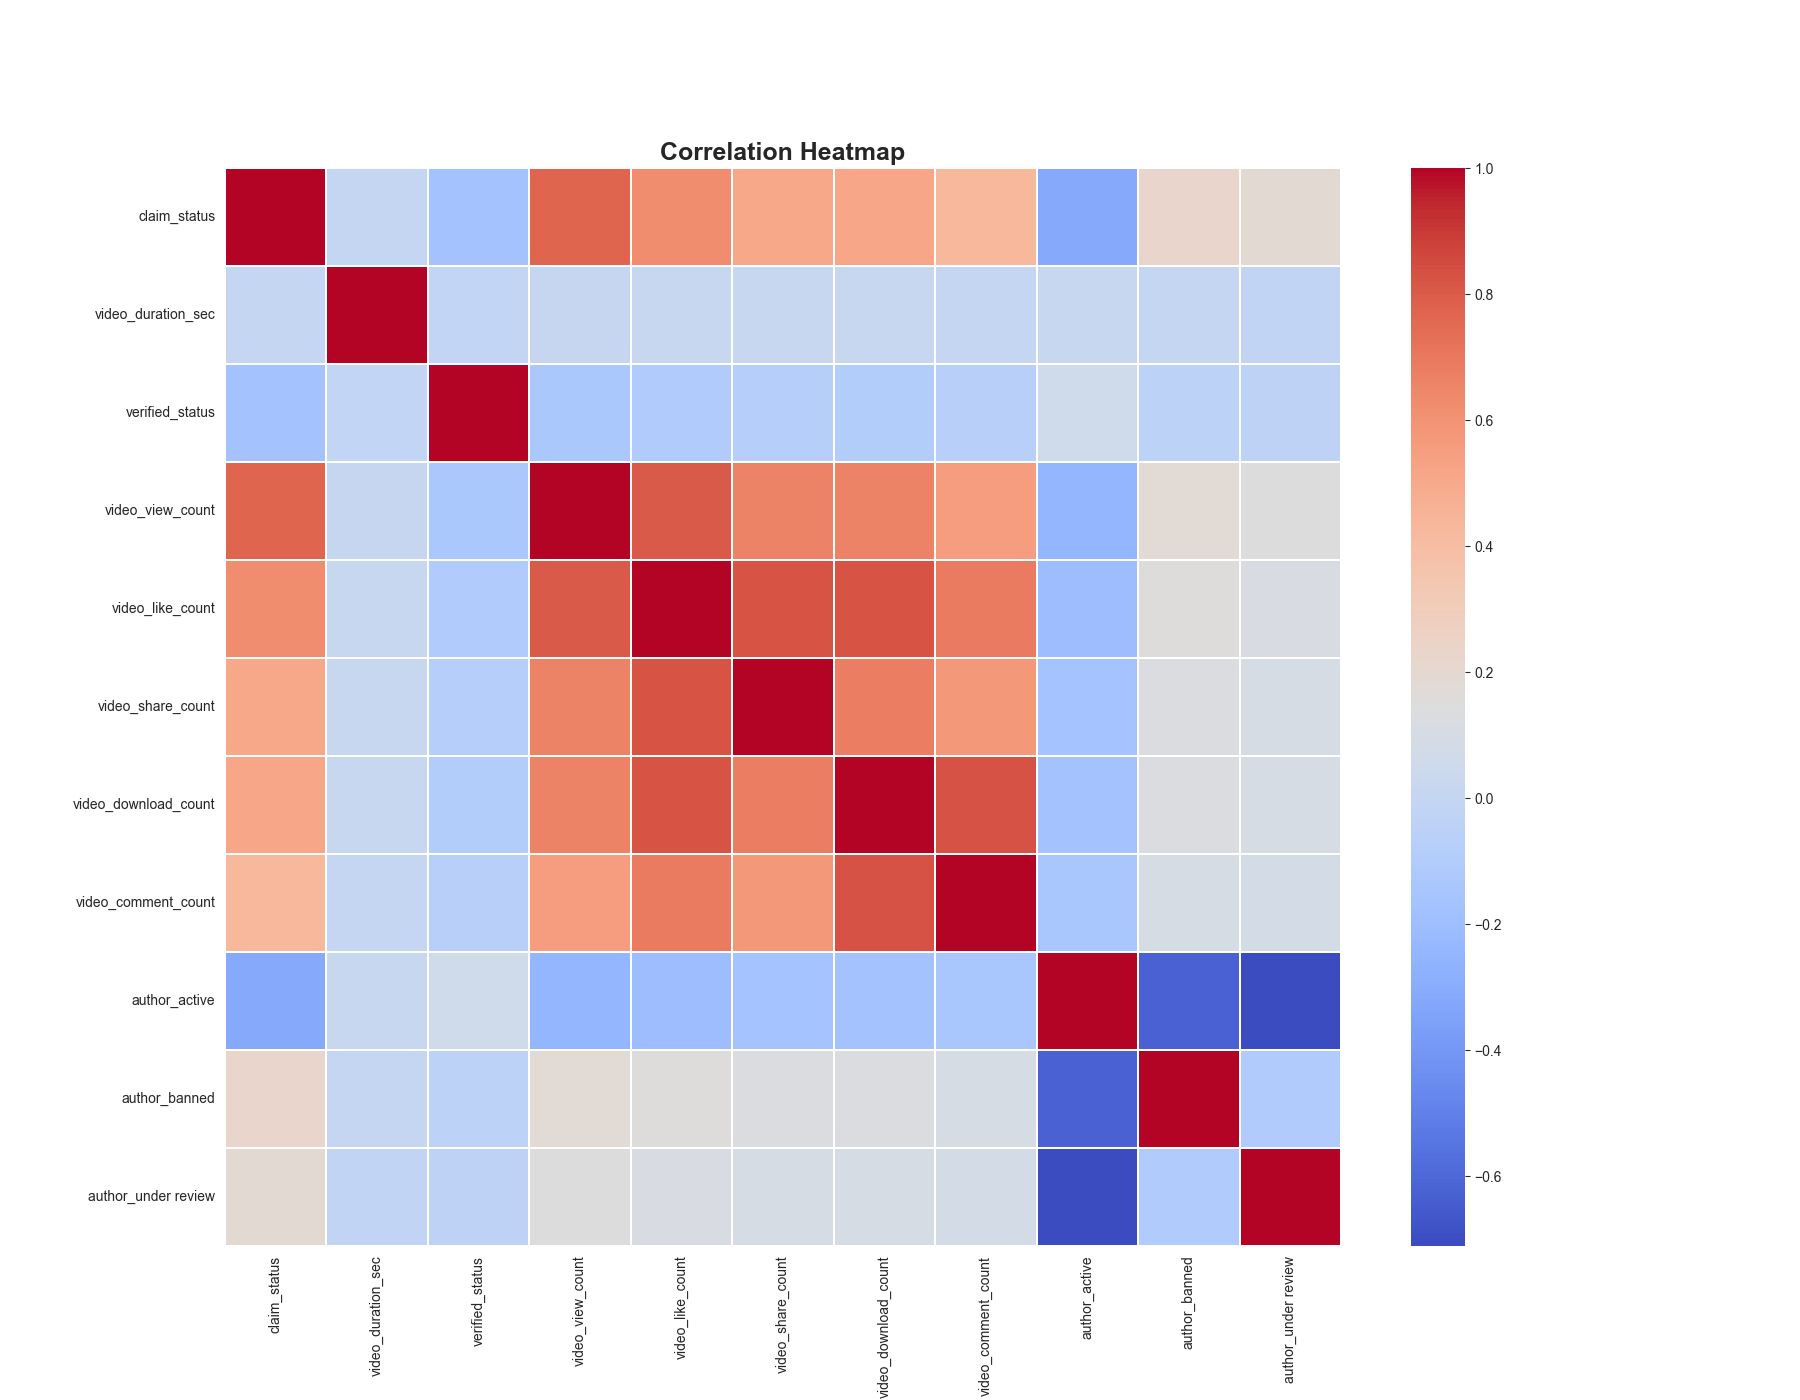 Correlation Heatmap
claim_status
video_duration_sec
verified_status
video_view_count
video_like_count
video_share_count
video_download_count
video_comment_count
author_active
author_banned
author_under review
claim_status
video_duration_sec
verified_status
video_view_count
video_like_count
video_share_count
video_download_count
video_comment_count
author_active
author_banned
author_under review
1.0
0.8
0.6
0.4
0.2
0.0
−0.2
−0.4
−0.6